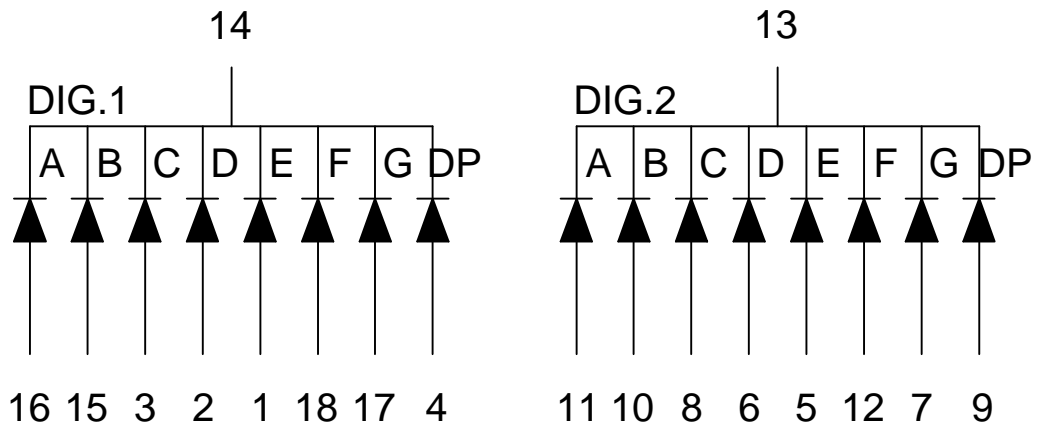 14 13
DIG.1 DIG.2
A B C D E F G DP A B C D E F G DP
16 15 3 2 1 18 17 4 11 10 8 6 5 12 7 9